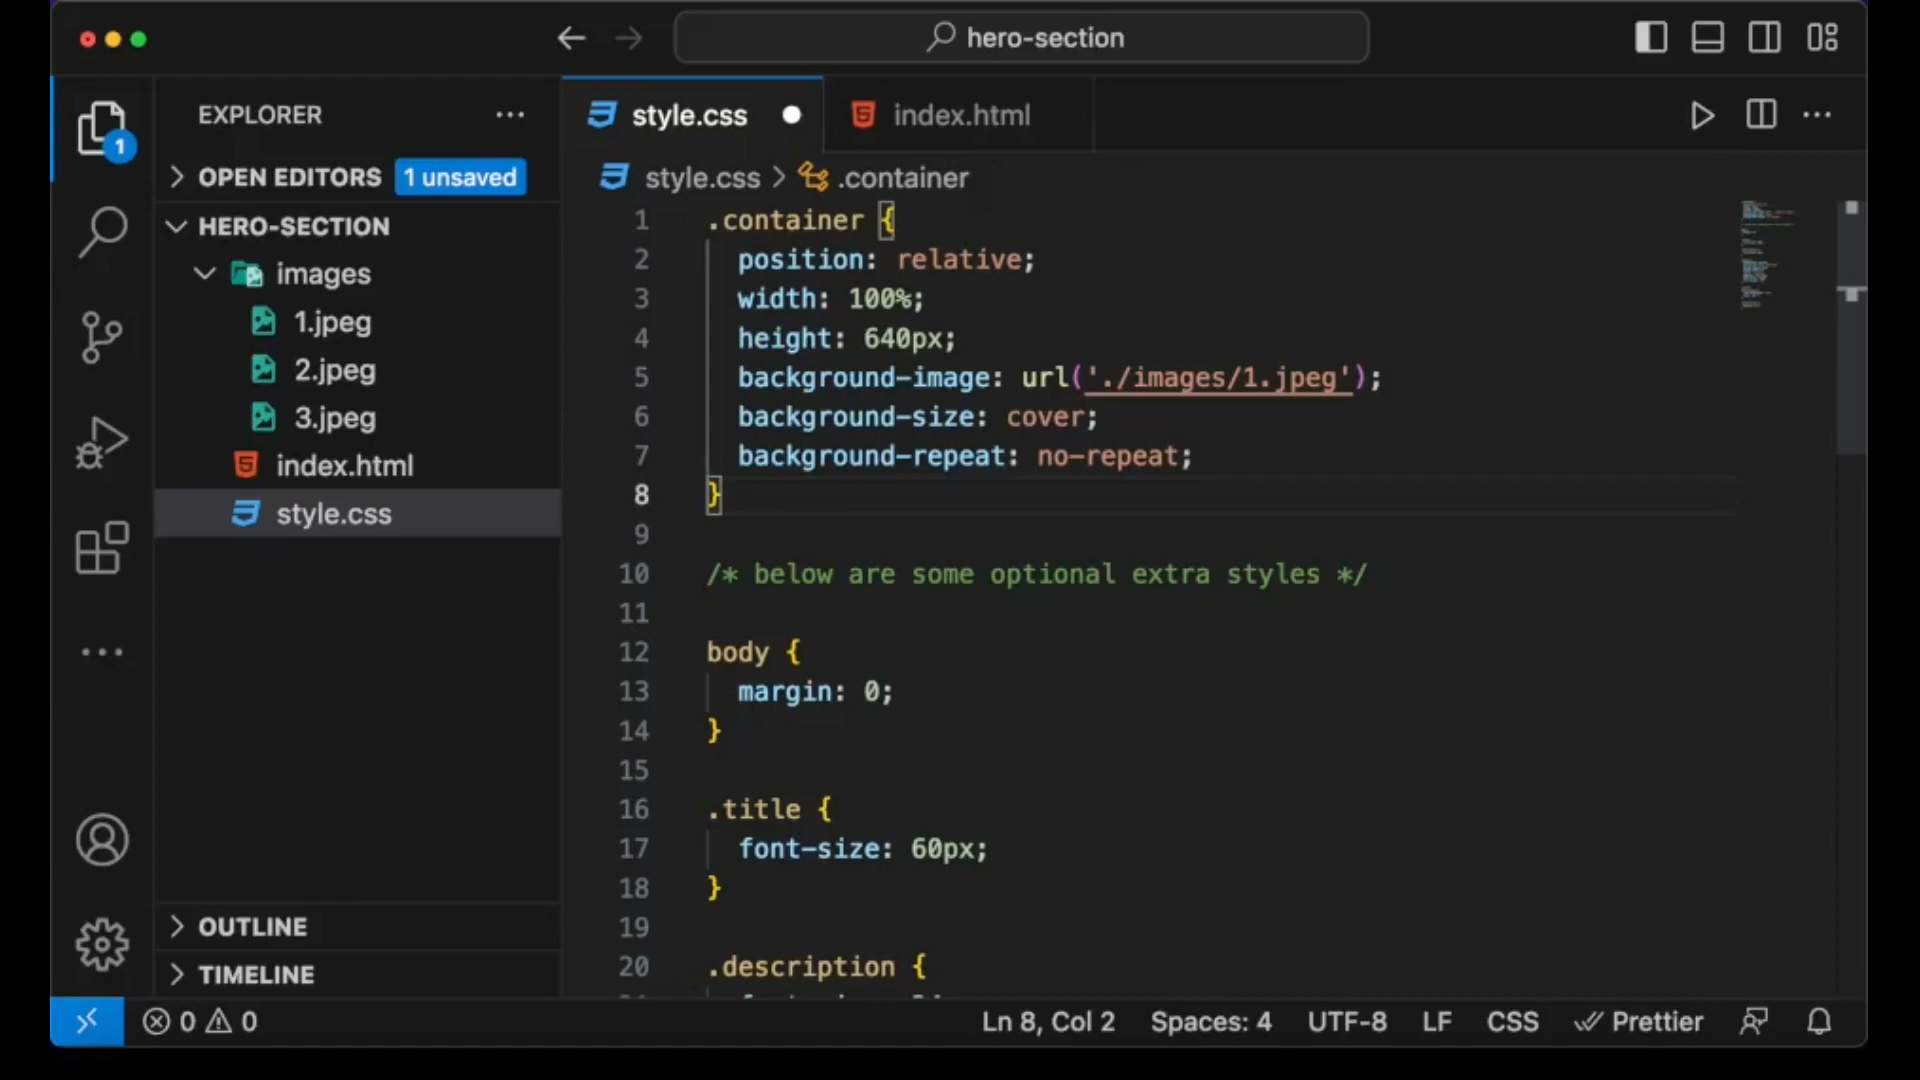 hero-section
EXPLORER
style.css
index.html
1
OPEN EDITORS 1 unsaved
style.css > .container
HERO-SECTION
images
1.jpeg
2.jpeg
3.jpeg
index.html
style.css
1 .container {
2 position: relative;
3 width: 100%;
4 height: 640px;
5 background-image: url('./images/1.jpeg');
6 background-size: cover;
7 background-repeat: no-repeat;
8 }
9
10 /* below are some optional extra styles */
11
12 body {
13 margin: 0;
14 }
15
16 .title {
17 font-size: 60px;
18 }
19
20 .description {
OUTLINE
TIMELINE
0 0 Ln 8, Col 2 Spaces: 4 UTF-8 LF CSS Prettier